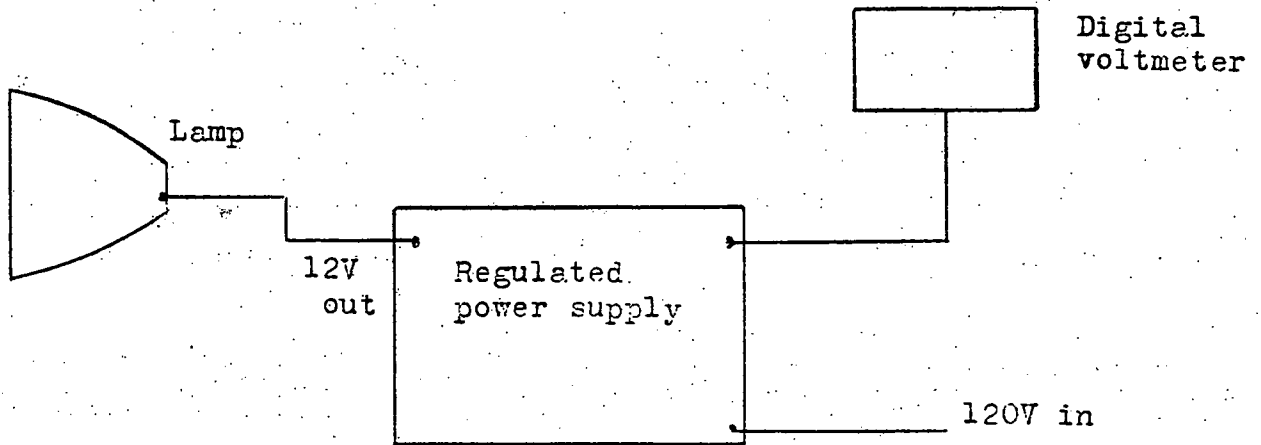 Digital
voltmeter
Lamp
12V
out
Regulated
power supply
120V in